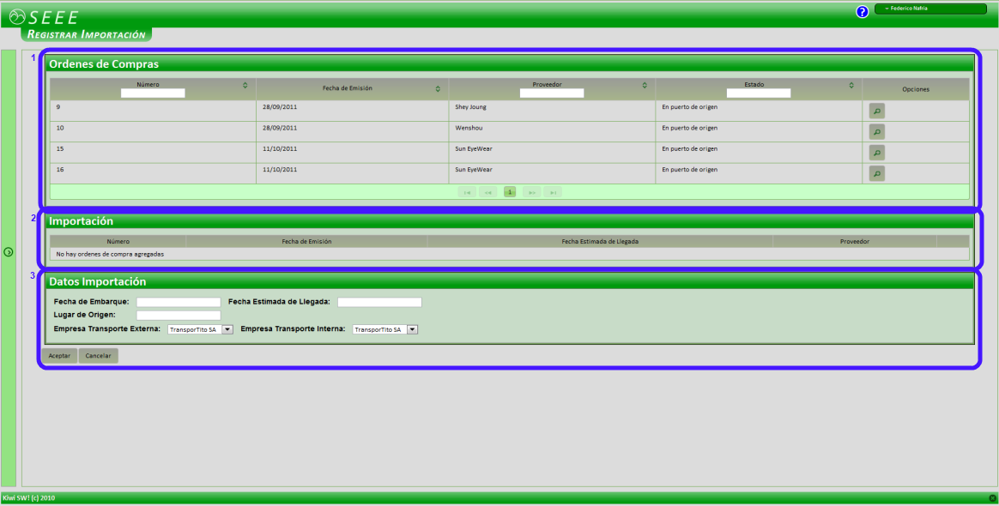 SEEE
? – Federico Nafría
REGISTRAR IMPORTACIÓN
1
Ordenes de Compras
Número Fecha de Emisión Proveedor Estado Opciones
9 28/09/2011 Shey Joung En puerto de origen
10 28/09/2011 Wenshou En puerto de origen
15 11/10/2011 Sun EyeWear En puerto de origen
16 11/10/2011 Sun EyeWear En puerto de origen
1
2
Importación
Número Fecha de Emisión Fecha Estimada de Llegada Proveedor
No hay ordenes de compra agregadas
3
Datos Importación
Fecha de Embarque: Fecha Estimada de Llegada:
Lugar de Origen:
Empresa Transporte Externa: TransporTito SA Empresa Transporte Interna: TransporTito SA
Aceptar Cancelar
Kiwi SW! (c) 2010